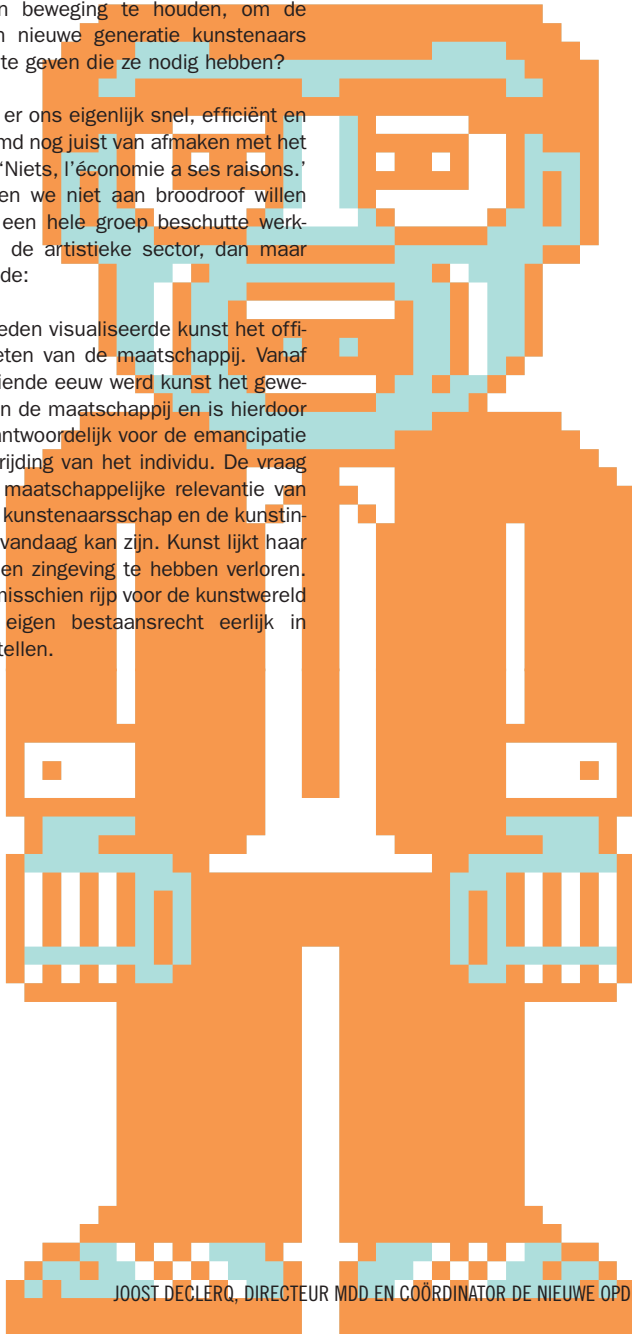 n beweging te houden, om de
n nieuwe generatie kunstenaars
te geven die ze nodig hebben?
er ons eigenlijk snel, efficiënt en
md nog juist van afmaken met het
‘Niets, l’économie a ses raisons.’
en we niet aan broodroof willen
een hele groep beschutte werk-
de artistieke sector, dan maar
de:
eden visualiseerde kunst het offi-
eten van de maatschappij. Vanaf
iende eeuw werd kunst het gewe-
n de maatschappij en is hierdoor
antwoordelijk voor de emancipatie
rijding van het individu. De vraag
maatschappelijke relevantie van
kunstenaarsschap en de kunstin-
vandaag kan zijn. Kunst lijkt haar
en zingeving te hebben verloren.
misschien rijp voor de kunstwereld
eigen bestaansrecht eerlijk in
tellen.
JOOST DECLERQ, DIRECTEUR MDD EN COÖRDINATOR DE NIEUWE OPD